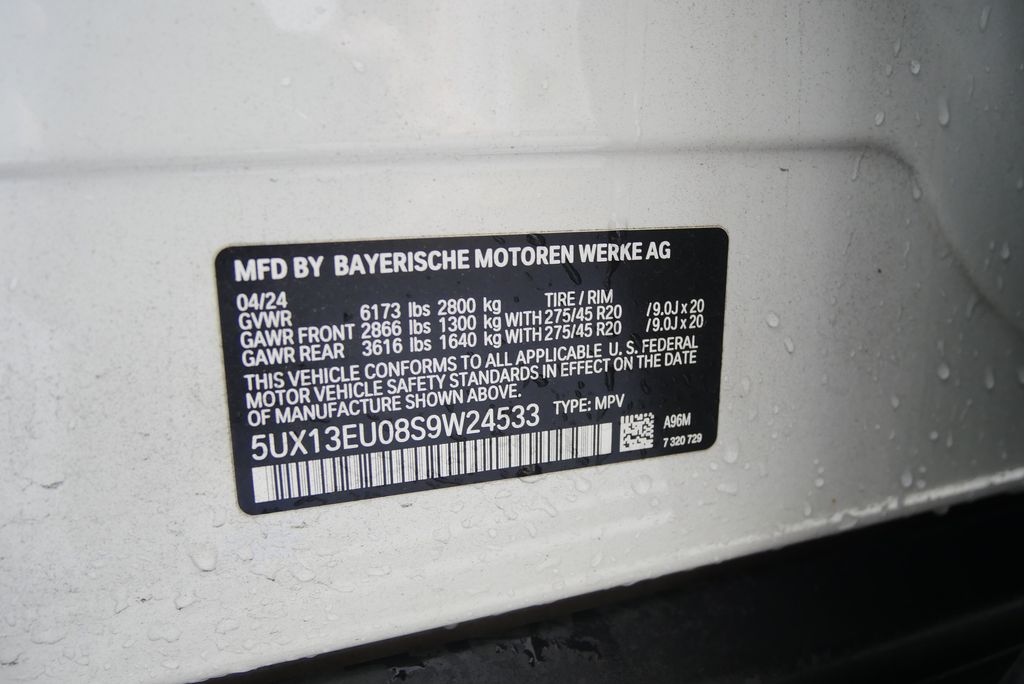 MFD BY BAYERISCHE MOTOREN WERKE AG
04/24 TIRE / RIM
GVWR 6173 lbs 2800 kg
GAWR FRONT 2866 lbs 1300 kg WITH 275/45 R20 /9.0J x 20
GAWR REAR 3616 lbs 1640 kg WITH 275/45 R20 /9.0J x 20
THIS VEHICLE CONFORMS TO ALL APPLICABLE U.S. FEDERAL
MOTOR VEHICLE SAFETY STANDARDS IN EFFECT ON THE DATE
OF MANUFACTURE SHOWN ABOVE.
5UX13EU08S9W24533 TYPE: MPV
A96M
7 320 729